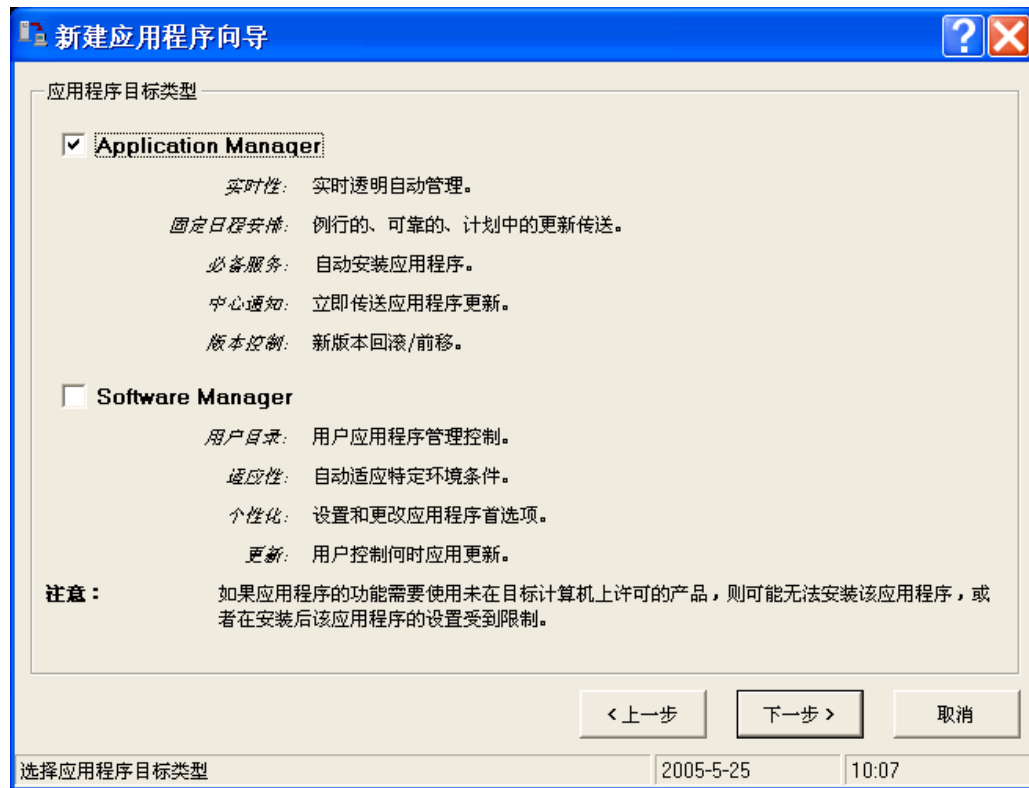 新建应用程序向导
应用程序目标类型
Application Manager
实时性: 实时透明自动管理。
固定日程安排: 例行的、可靠的、计划中的更新传送。
必备服务: 自动安装应用程序。
中心通知: 立即传送应用程序更新。
版本控制: 新版本回滚/前移。
Software Manager
用户目录: 用户应用程序管理控制。
适应性: 自动适应特定环境条件。
个性化: 设置和更改应用程序首选项。
更新: 用户控制何时应用更新。
注意： 如果应用程序的功能需要使用未在目标计算机上许可的产品，则可能无法安装该应用程序，或
者在安装后该应用程序的设置受到限制。
<上一步 下一步> 取消
选择应用程序目标类型 2005-5-25 10:07